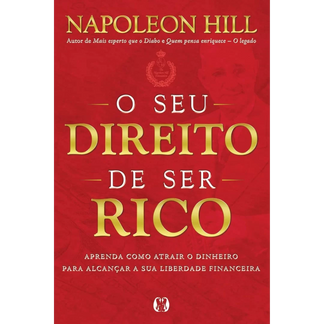 NAPOLEON HILL
Autor de Mais esperto que o Diabo e Quem pensa enriquece – O legado
O SEU
DIREITO
DE SER
RICO
APRENDA COMO ATRAIR O DINHEIRO
PARA ALCANÇAR A SUA LIBERDADE FINANCEIRA